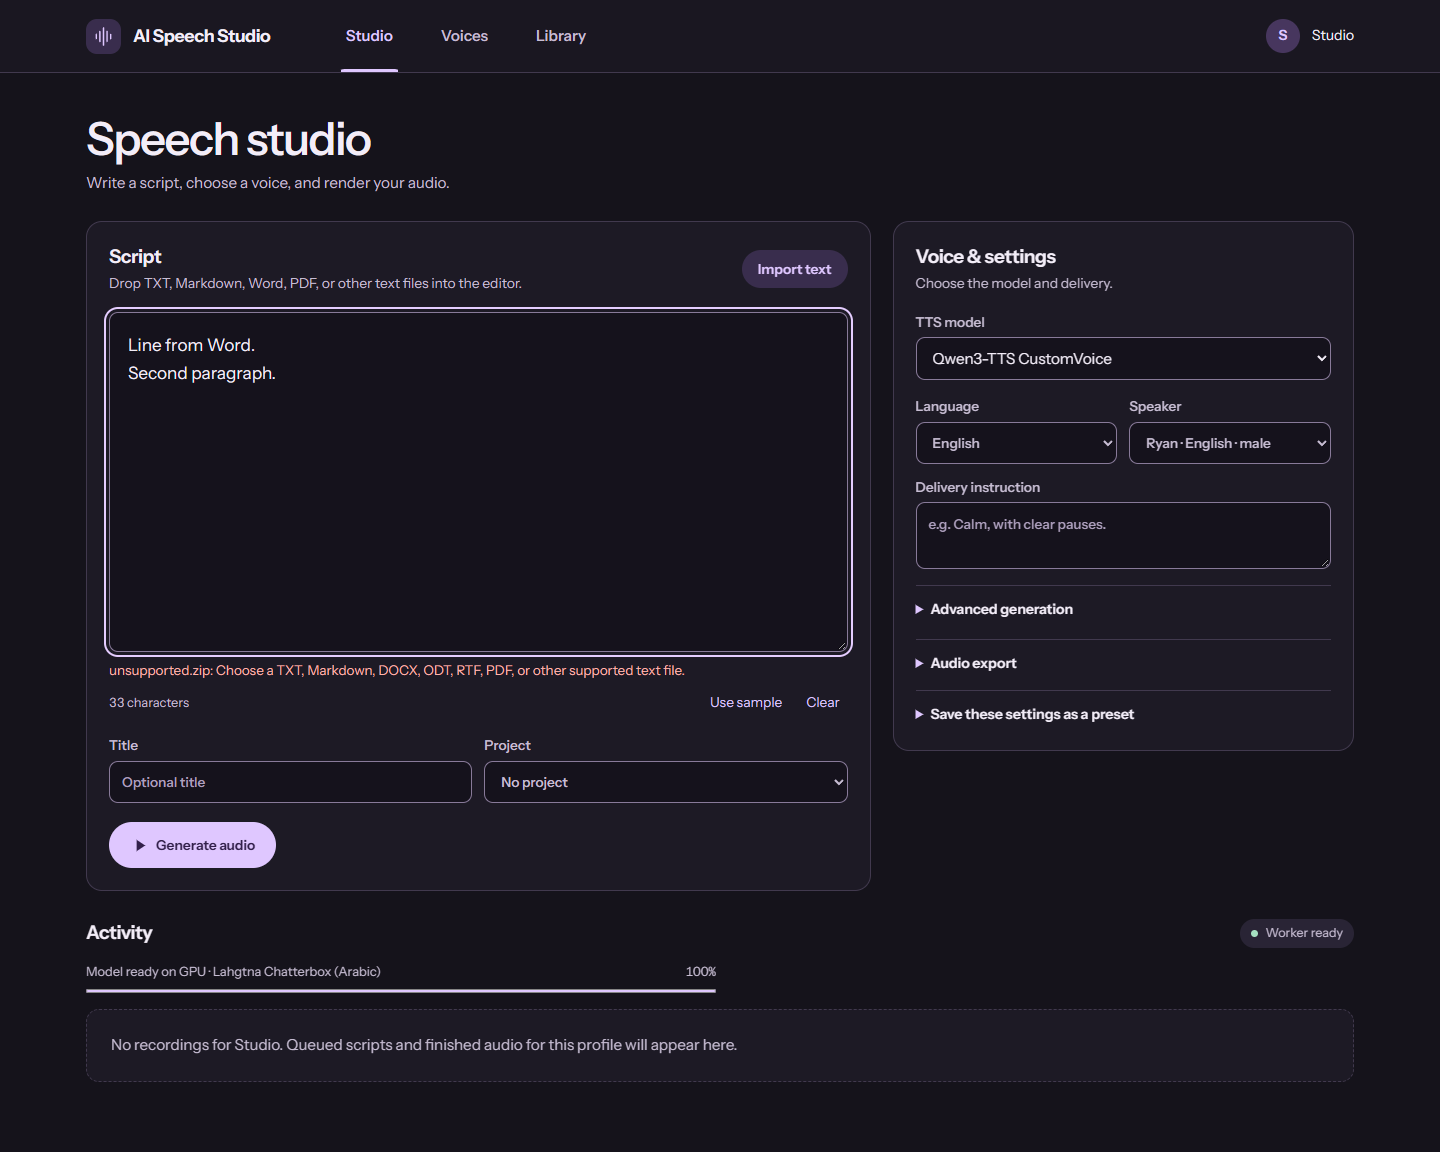 AI Speech Studio
Studio
Voices
Library
S
Studio
Speech studio
Write a script, choose a voice, and render your audio.
Script
Drop TXT, Markdown, Word, PDF, or other text files into the editor.
Import text
Line from Word.
Second paragraph.
unsupported.zip: Choose a TXT, Markdown, DOCX, ODT, RTF, PDF, or other supported text file.
33 characters
Use sample
Clear
Title
Project
Optional title
No project
Generate audio
Voice & settings
Choose the model and delivery.
TTS model
Qwen3-TTS CustomVoice
Language
Speaker
English
Ryan · English · male
Delivery instruction
e.g. Calm, with clear pauses.
Advanced generation
Audio export
Save these settings as a preset
Activity
Worker ready
Model ready on GPU · Lahgtna Chatterbox (Arabic)
100%
No recordings for Studio. Queued scripts and finished audio for this profile will appear here.